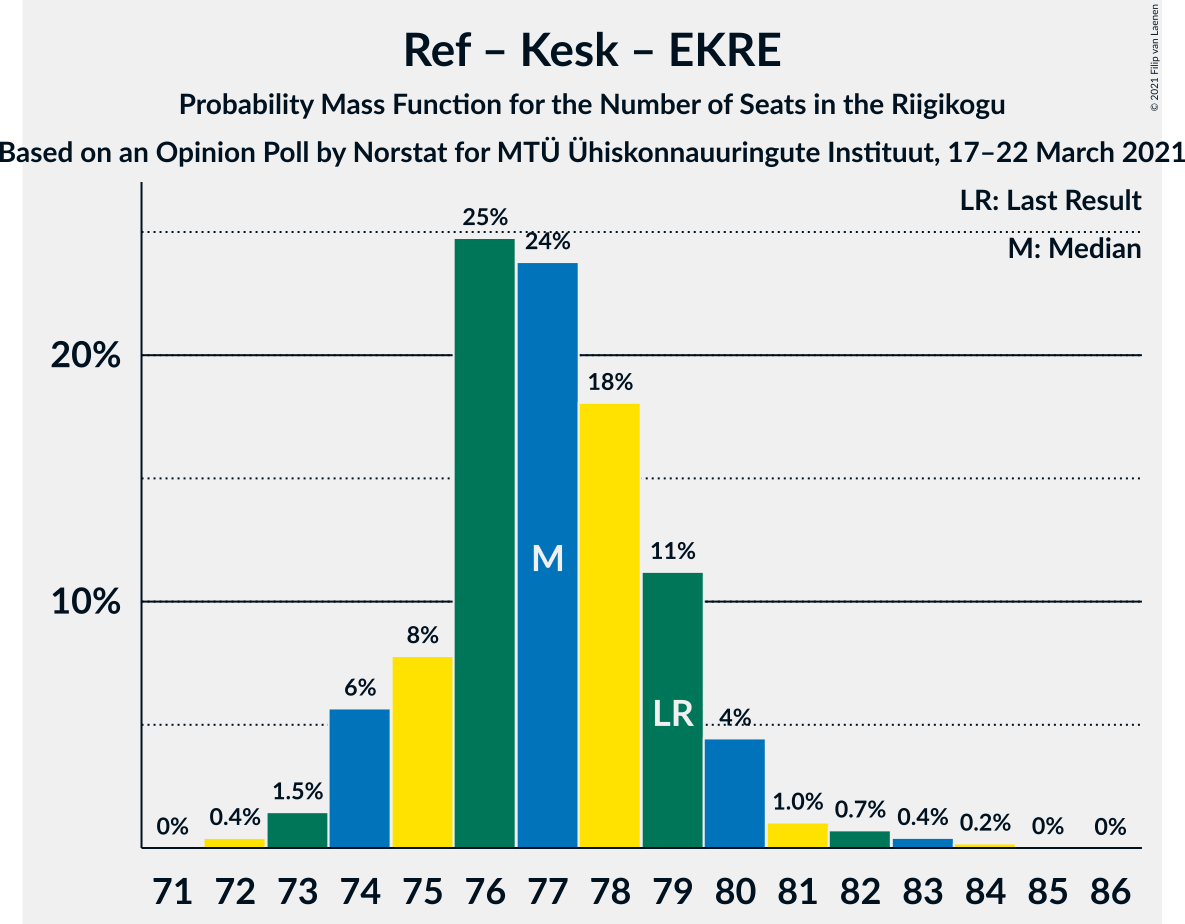 Ref – Kesk – EKRE
Probability Mass Function for the Number of Seats in the Riigikogu
Based on an Opinion Poll by Norstat for MTÜ Ühiskonnauuringute Instituut, 17–22 March 2021
© 2021 Filip van Laenen
LR: Last Result
M: Median
25%
24%
20%
18%
11%
M
10%
8%
6%
LR
4%
1.5%
1.0%
0.7%
0.4%
0.4%
0.2%
0%
0%
0%
71 72 73 74 75 76 77 78 79 80 81 82 83 84 85 86